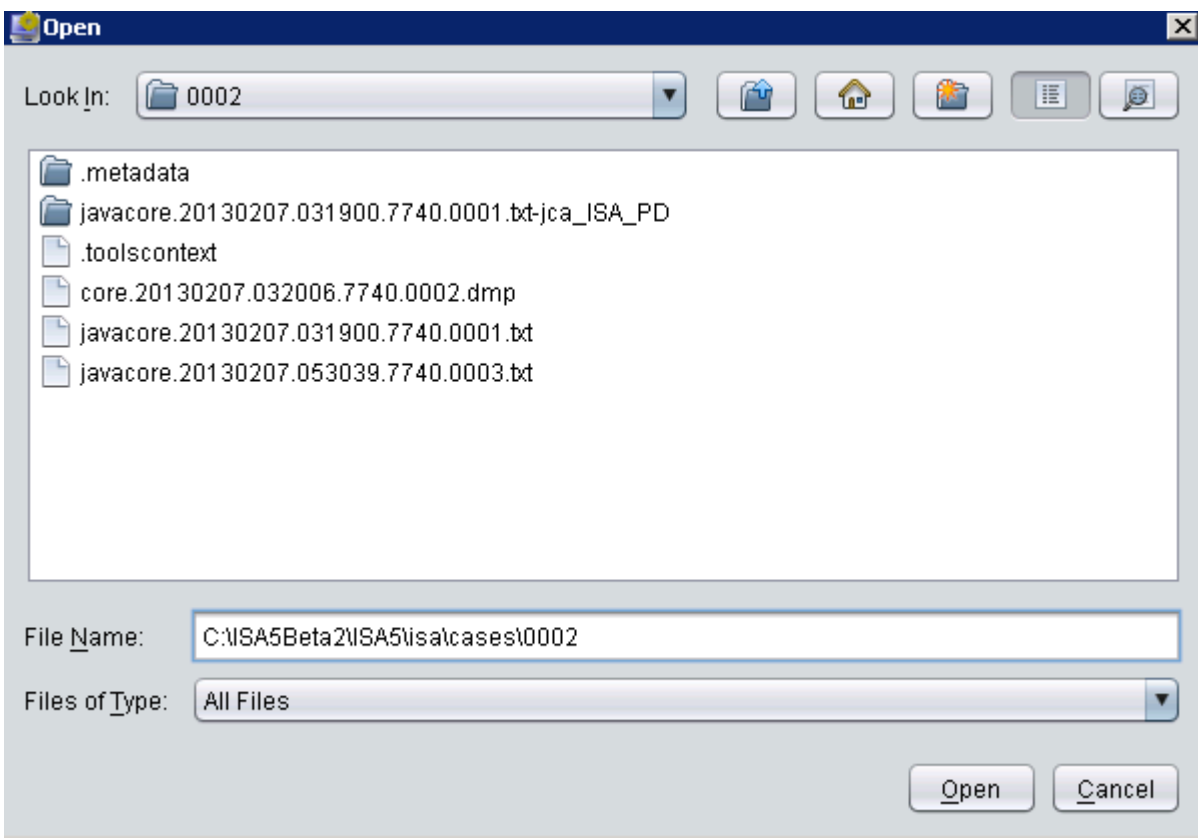 Open
Look In: 0002
.metadata
javacore.20130207.031900.7740.0001.txt-jca_ISA_PD
.toolscontext
core.20130207.032006.7740.0002.dmp
javacore.20130207.031900.7740.0001.txt
javacore.20130207.053039.7740.0003.txt
File Name: C:\ISA5Beta2\ISA5\isa\cases\0002
Files of Type: All Files
Open Cancel